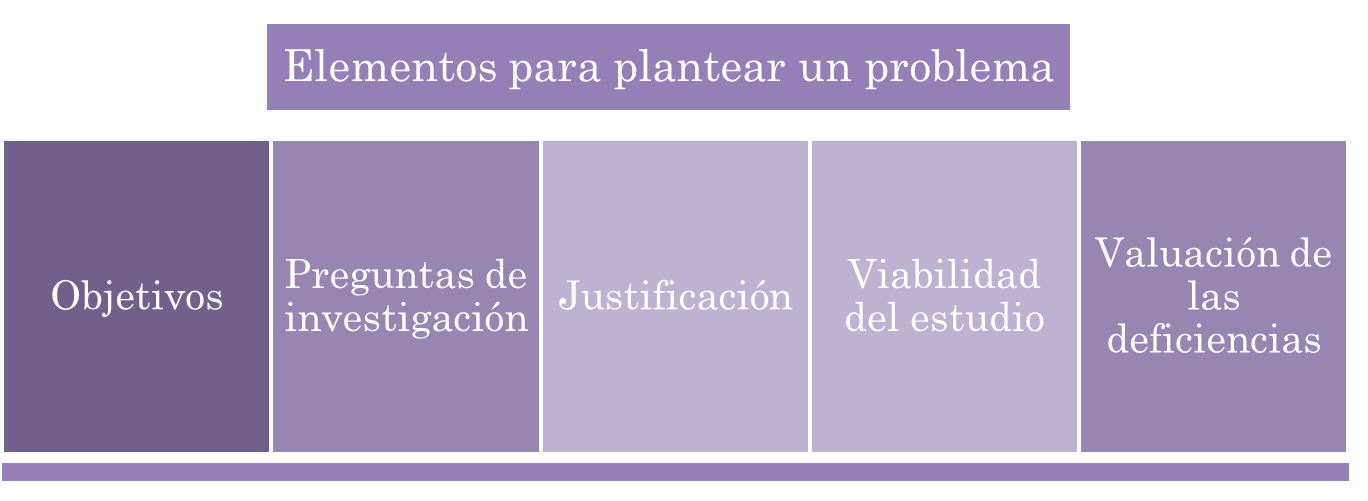 Elementos para plantear un problema
Objetivos
Preguntas de
investigación
Justificación
Viabilidad
del estudio
Valuación de
las
deficiencias